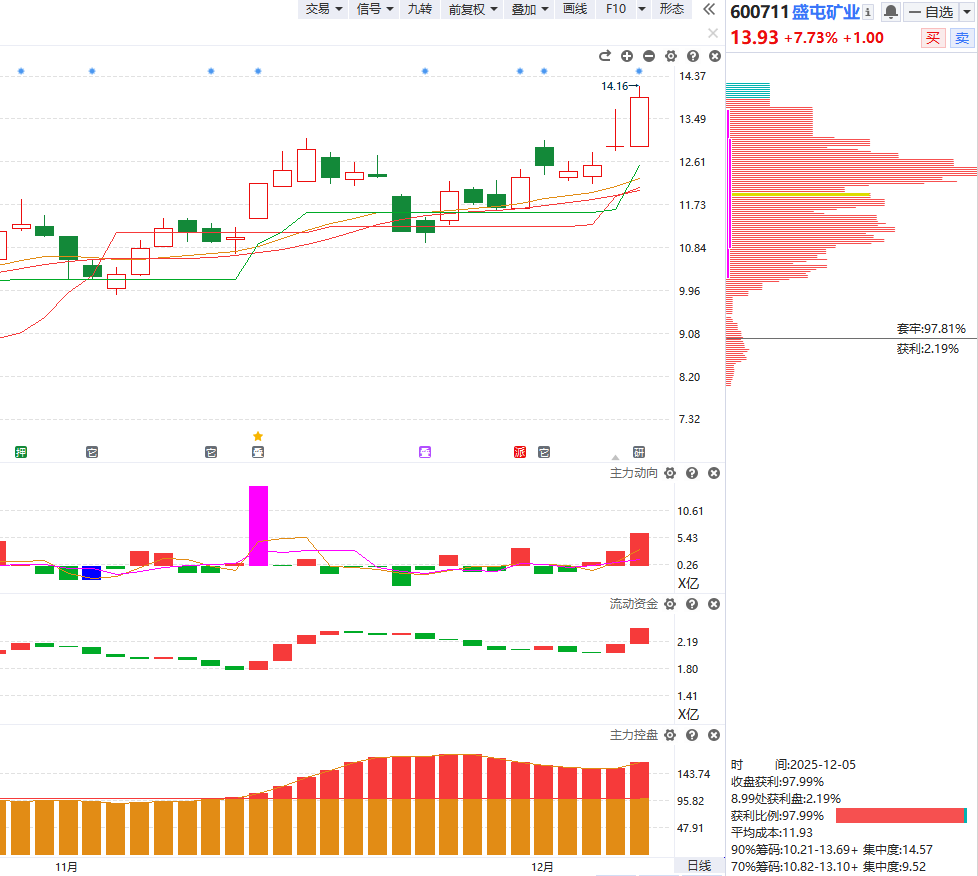 交易 信号 九转 前复权 叠加 画线 F10 形态
600711 盛屯矿业 自选
13.93 +7.73% +1.00 买 卖
14.37
14.16
13.49
12.61
11.73
10.84
9.96
9.08
8.20
7.32
套牢:97.81%
获利:2.19%
押 它 它 叠 叠 派 它 研
主力动向
10.61
5.43
0.26
X亿
流动资金
2.19
1.80
1.41
X亿
主力控盘
143.74
95.82
47.91
11月 12月 日线
时 间:2025-12-05
收盘获利:97.99%
8.99处获利盘:2.19%
获利比例:97.99%
平均成本:11.93
90%筹码:10.21-13.69+ 集中度:14.57
70%筹码:10.82-13.10+ 集中度:9.52